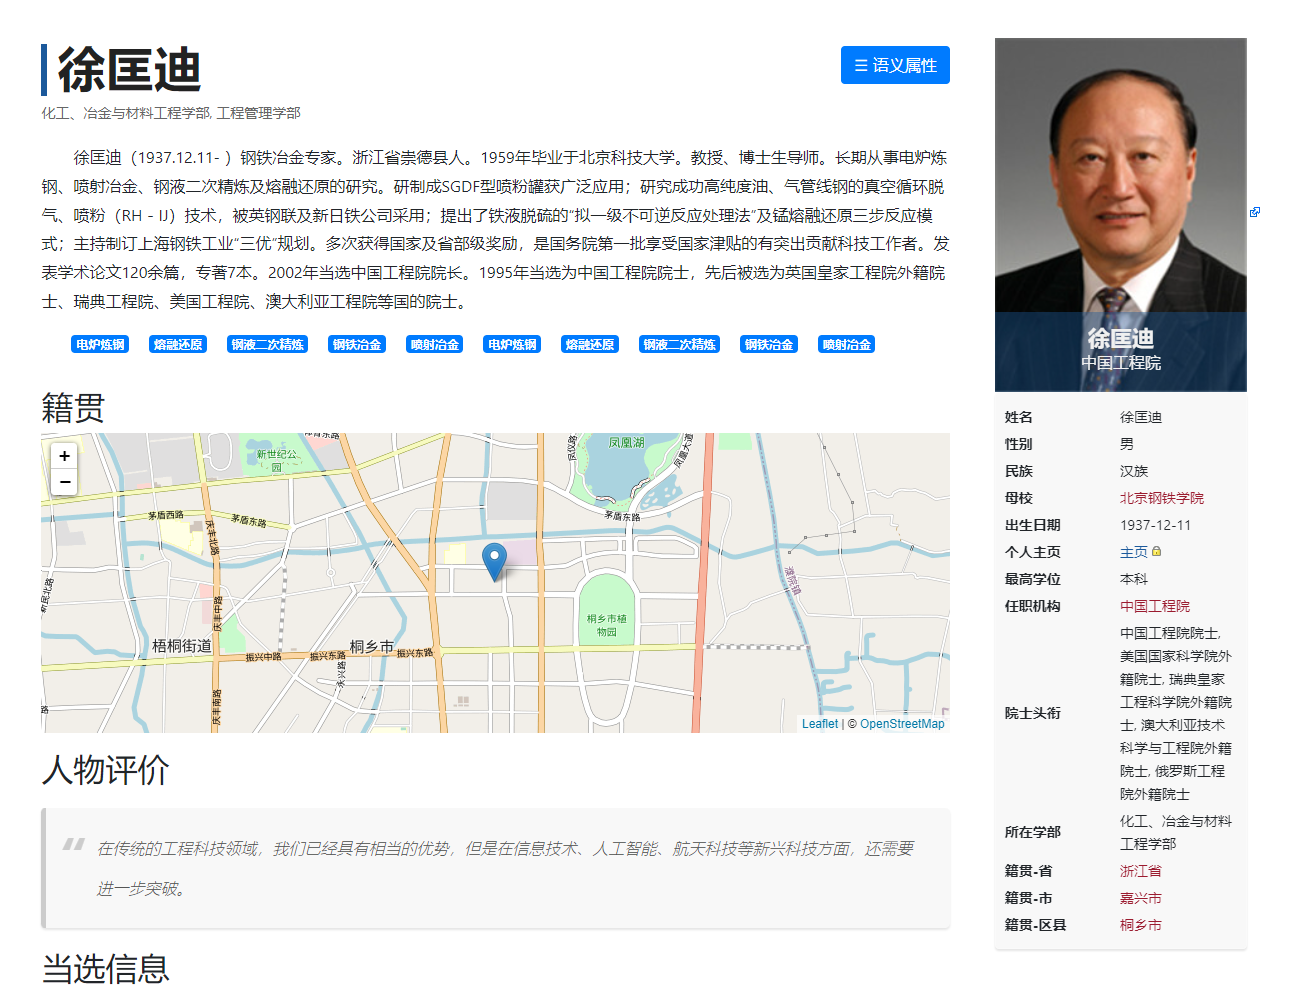 徐匡迪
☰ 语义属性
化工、冶金与材料工程学部, 工程管理学部
徐匡迪（1937.12.11- ）钢铁冶金专家。浙江省崇德县人。1959年毕业于北京科技大学。教授、博士生导师。长期从事电炉炼
钢、喷射冶金、钢液二次精炼及熔融还原的研究。研制成SGDF型喷粉罐获广泛应用；研究成功高纯度油、气管线钢的真空循环脱
气、喷粉（RH－IJ）技术，被英钢联及新日铁公司采用；提出了铁液脱硫的“拟一级不可逆反应处理法”及锰熔融还原三步反应模
式；主持制订上海钢铁工业“三优”规划。多次获得国家及省部级奖励，是国务院第一批享受国家津贴的有突出贡献科技工作者。发
表学术论文120余篇，专著7本。2002年当选中国工程院院长。1995年当选为中国工程院院士，先后被选为英国皇家工程院外籍院
士、瑞典工程院、美国工程院、澳大利亚工程院等国的院士。
电炉炼钢 熔融还原 钢液二次精炼 钢铁冶金 喷射冶金 电炉炼钢 熔融还原 钢液二次精炼 钢铁冶金 喷射冶金
籍贯
+
−
新世纪公
园
凤凰湖
凤仪路
凤凰大道
茅盾西路
茅盾东路
茅盾东路
庆丰北路
庆丰中路
新民北路
濮院镇
桐乡市植
物园
梧桐街道
桐乡市
振兴中路
振兴东路
振兴东路
庆兴路
庆丰南路
路
Leaflet | © OpenStreetMap
人物评价
“ 在传统的工程科技领域，我们已经具有相当的优势，但是在信息技术、人工智能、航天科技等新兴科技方面，还需要
进一步突破。
当选信息
徐匡迪
中国工程院
姓名 徐匡迪
性别 男
民族 汉族
母校 北京钢铁学院
出生日期 1937-12-11
个人主页 主页
最高学位 本科
任职机构 中国工程院
院士头衔 中国工程院院士,
美国国家科学院外
籍院士, 瑞典皇家
工程科学院外籍院
士, 澳大利亚技术
科学与工程院外籍
院士, 俄罗斯工程
院外籍院士
所在学部 化工、冶金与材料
工程学部
籍贯-省 浙江省
籍贯-市 嘉兴市
籍贯-区县 桐乡市